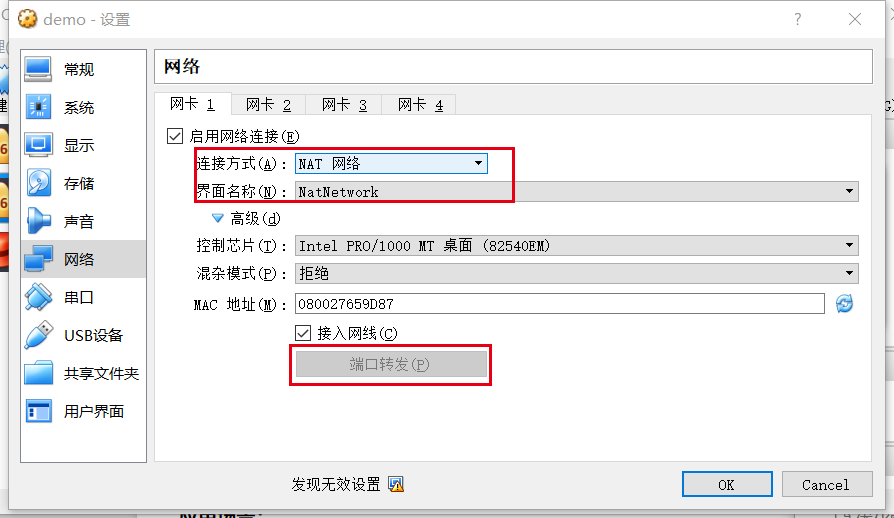 demo - 设置
常规
系统
显示
存储
声音
网络
串口
USB设备
共享文件夹
用户界面
网络
网卡 1 网卡 2 网卡 3 网卡 4
启用网络连接(E)
连接方式(A): NAT 网络
界面名称(N): NatNetwork
高级(d)
控制芯片(T): Intel PRO/1000 MT 桌面 (82540EM)
混杂模式(P): 拒绝
MAC 地址(M): 080027659D87
接入网线(C)
端口转发(P)
发现无效设置
OK Cancel